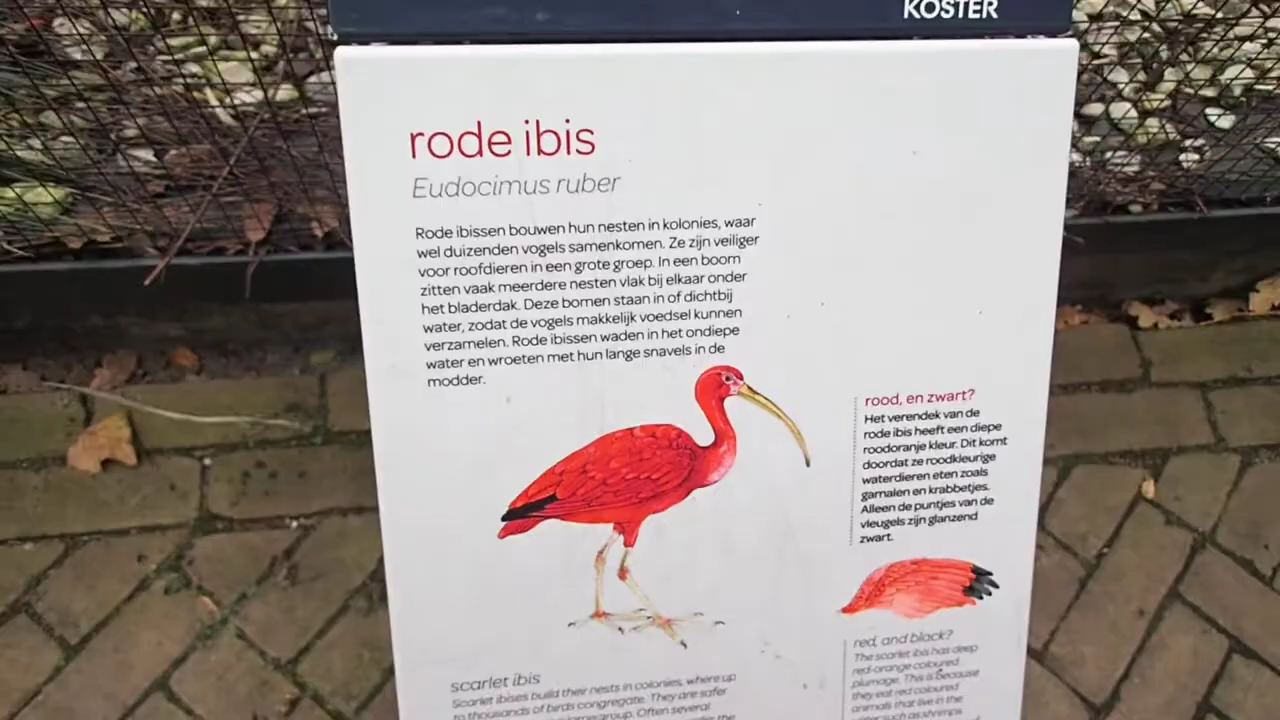 KOSTER
rode ibis
Eudocimus ruber
Rode ibissen bouwen hun nesten in kolonies, waar
wel duizenden vogels samenkomen. Ze zijn veiliger
voor roofdieren in een grote groep. In een boom
zitten vaak meerdere nesten vlak bij elkaar onder
het bladerdak. Deze bomen staan in of dichtbij
water, zodat de vogels makkelijk voedsel kunnen
verzamelen. Rode ibissen waden in het ondiepe
water en wroeten met hun lange snavels in de
modder.
rood, en zwart?
Het verendek van de
rode ibis heeft een diepe
roodoranje kleur. Dit komt
doordat ze roodkleurige
waterdieren eten zoals
garnalen en krabbetjes.
Alleen de puntjes van de
vleugels zijn glanzend
zwart.
scarlet ibis
Scarlet ibises build their nests in colonies, where up
to thousands of birds congregate. They are safer
group. Often several
red, and black?
The scarlet ibis has deep
red-orange coloured
plumage. This is because
they eat red coloured
animals that live in the
water such as shrimps